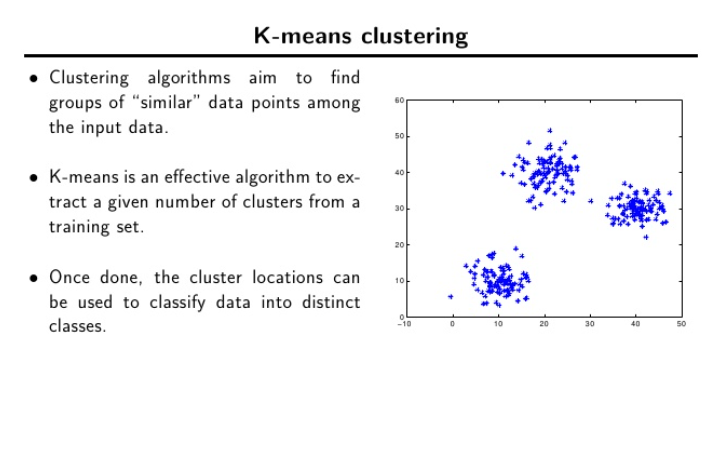 K-means clustering
• Clustering algorithms aim to find
groups of “similar” data points among
the input data.
• K-means is an effective algorithm to ex-
tract a given number of clusters from a
training set.
• Once done, the cluster locations can
be used to classify data into distinct
classes.
60
50
40
30
20
10
0
−10 0 10 20 30 40 50